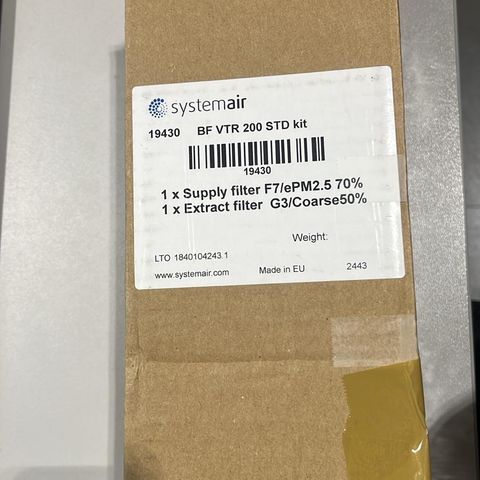 systemair
19430 BF VTR 200 STD kit
19430
1 x Supply filter F7/ePM2.5 70%
1 x Extract filter G3/Coarse50%
Weight:
LTO 1840104243.1
www.systemair.com Made in EU 2443